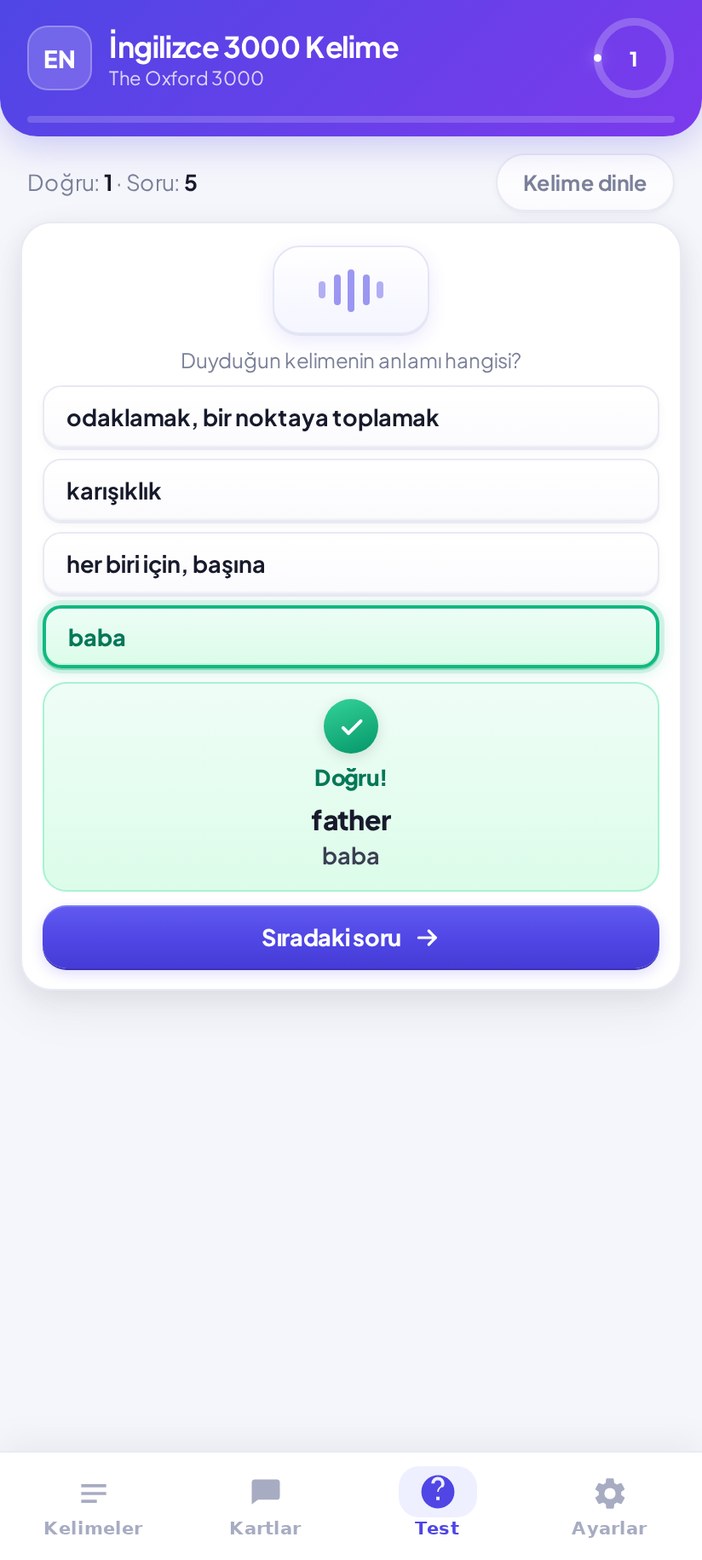 EN
İngilizce 3000 Kelime
The Oxford 3000
1
Doğru: 1 · Soru: 5
Kelime dinle
Duyduğun kelimenin anlamı hangisi?
odaklamak, bir noktaya toplamak
karışıklık
her biri için, başına
baba
Doğru!
father
baba
Sıradaki soru →
Kelimeler
Kartlar
Test
Ayarlar